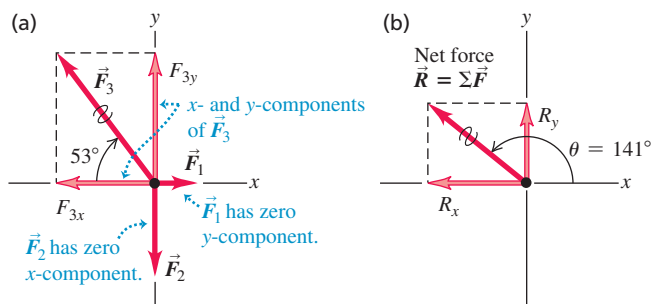 (a)
y
F⃗₃
F₃y
x- and y-components
of F⃗₃
53°
F⃗₁
x
F₃x
F⃗₁ has zero
y-component.
F⃗₂ has zero
x-component.
F⃗₂
(b)
y
Net force
R⃗ = ΣF⃗
Ry
θ = 141°
x
Rx